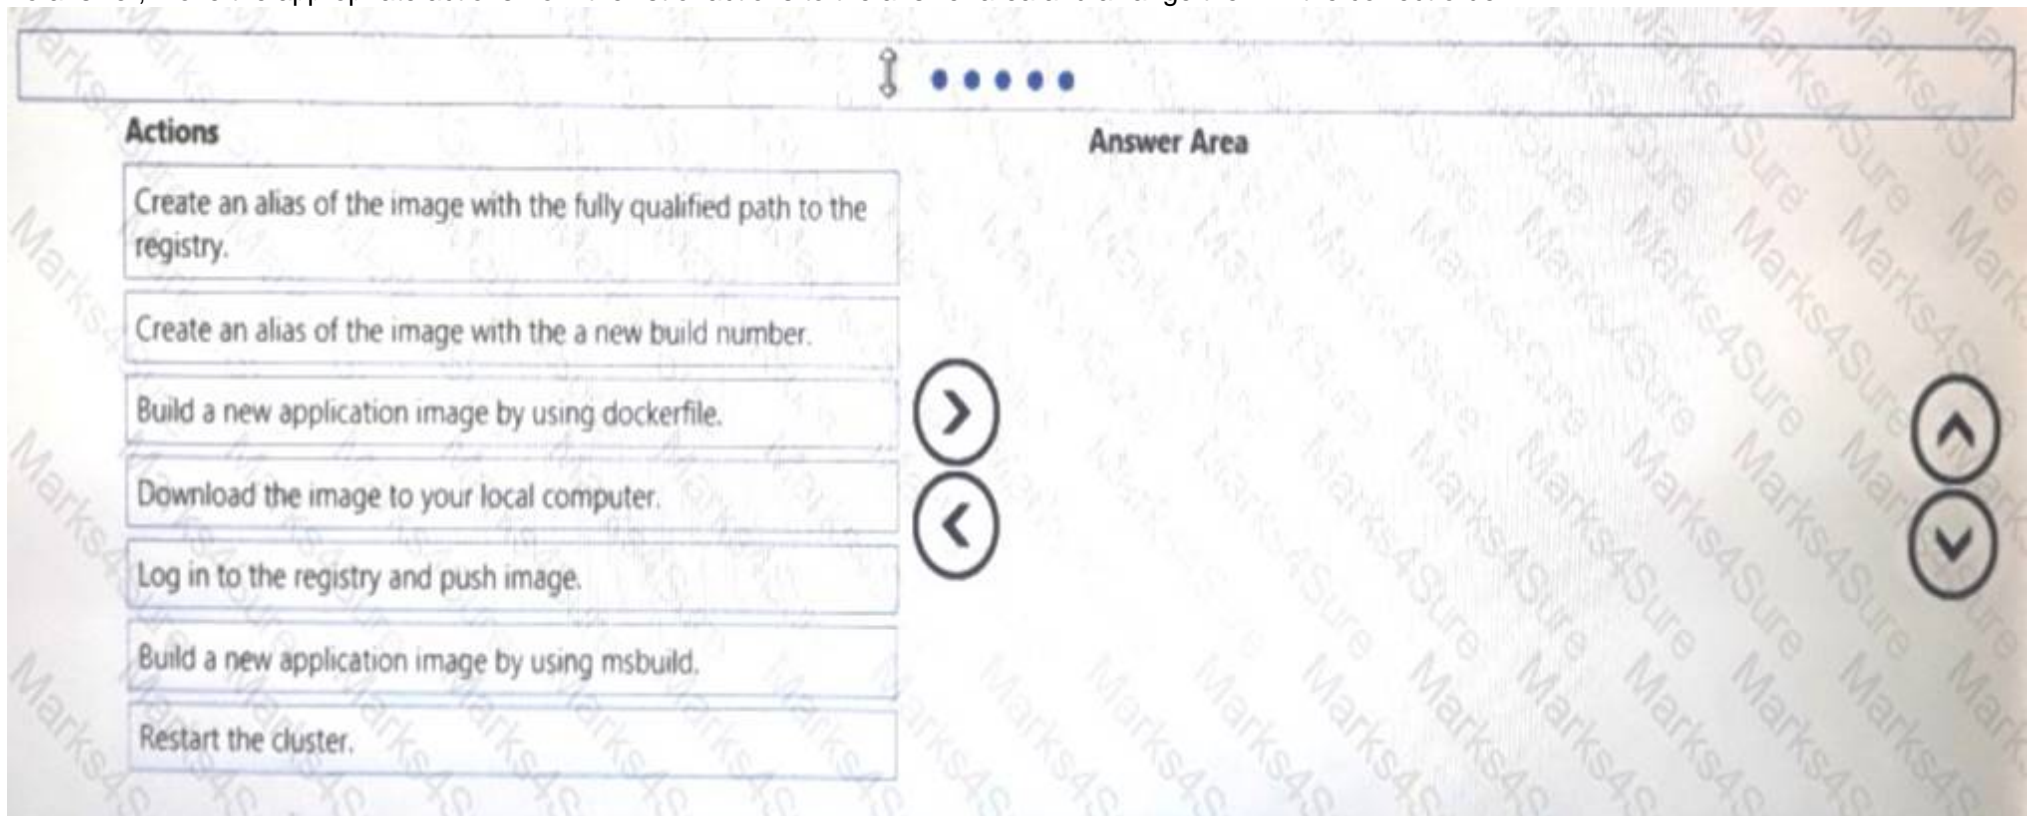 Actions
Answer Area
Create an alias of the image with the fully qualified path to the
registry.
Create an alias of the image with the a new build number.
Build a new application image by using dockerfile.
Download the image to your local computer.
Log in to the registry and push image.
Build a new application image by using msbuild.
Restart the cluster.
Marks4Sure